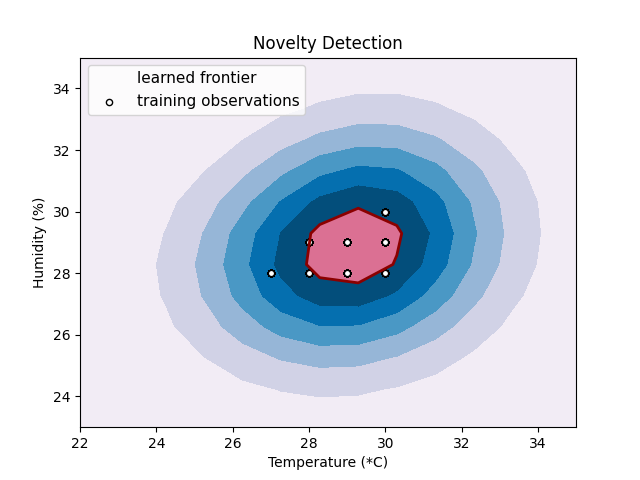 Novelty Detection
learned frontier
training observations
34
32
30
28
26
24
Humidity (%)
22
24
26
28
30
32
34
Temperature (*C)